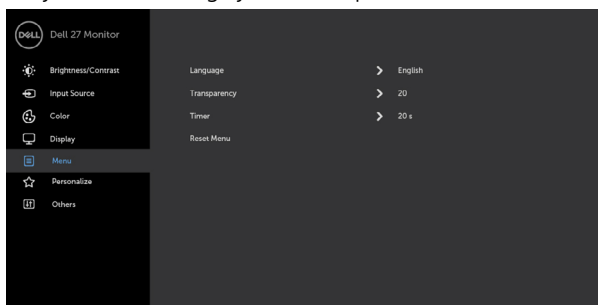 DELL Dell 27 Monitor
Brightness/Contrast Language English
Input Source Transparency 20
Color Timer 20 s
Display Reset Menu
Menu
Personalize
Others